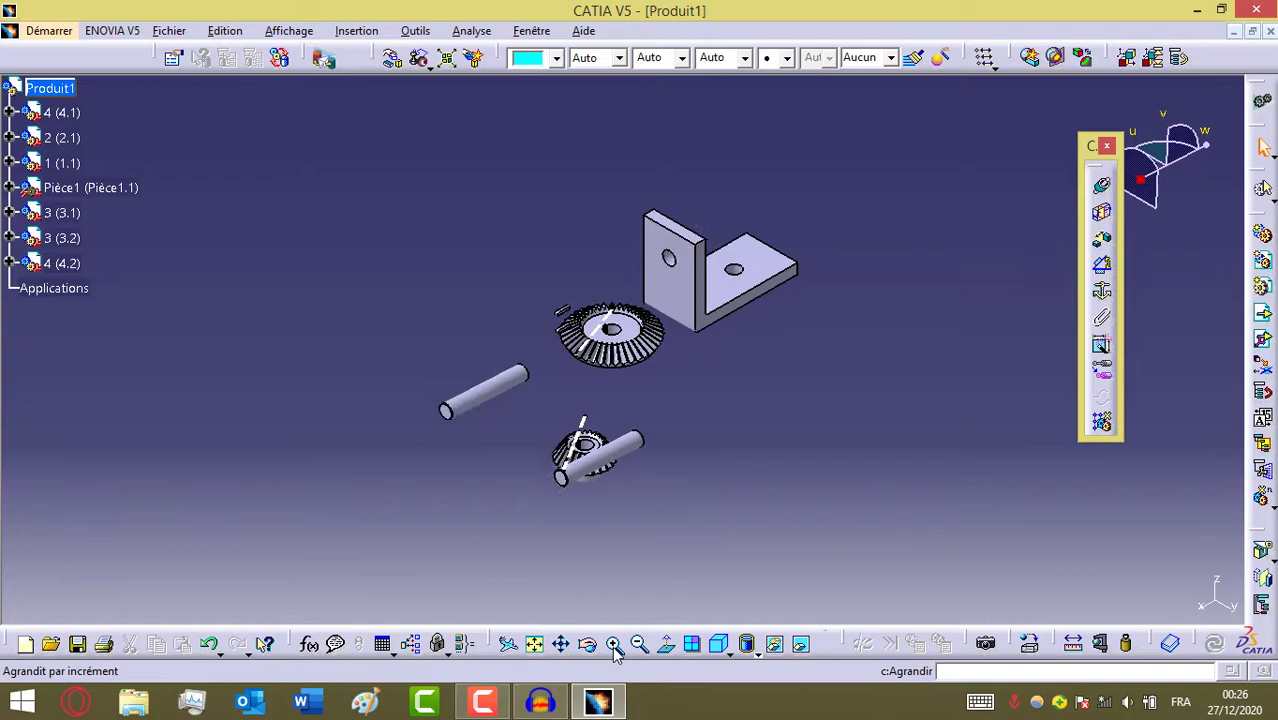 CATIA V5 - [Produit1]
Démarrer ENOVIA V5 Fichier Edition Affichage Insertion Outils Analyse Fenêtre Aide
Auto Auto Auto Aut Aucun
Produit1
4 (4.1)
2 (2.1)
1 (1.1)
Pièce1 (Pièce1.1)
3 (3.1)
3 (3.2)
4 (4.2)
Applications
C.
v
u
w
z
x y
f(x)
CATIA
Agrandit par incrément c:Agrandir
FRA
00:26
27/12/2020